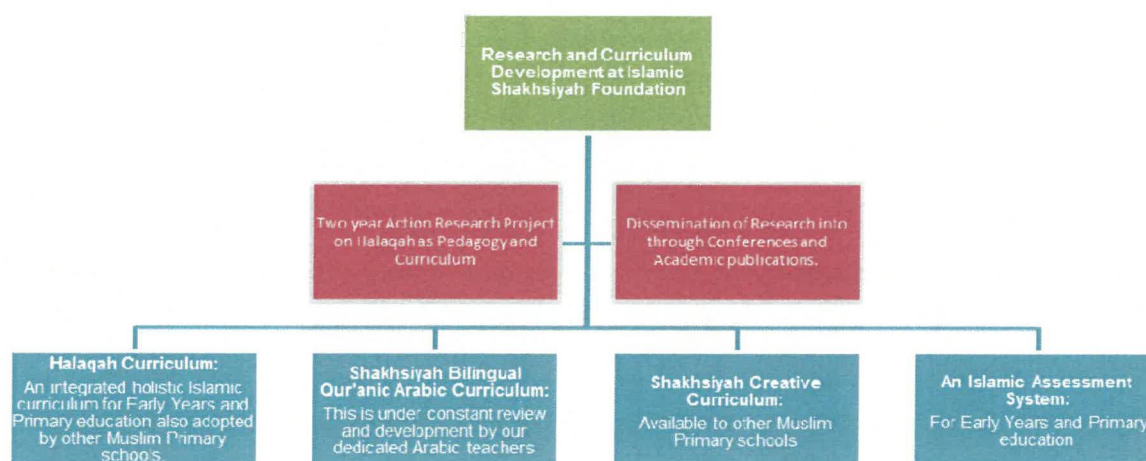 Research and Curriculum
Development at Islamic
Shakhsiyah Foundation
Two year Action Research Project
on Halaqah as Pedagogy and
Curriculum
Dissemination of Research into
through Conferences and
Academic publications.
Halaqah Curriculum:
An integrated holistic Islamic
curriculum for Early Years and
Primary education also adopted
by other Muslim Primary
schools.
Shakhsiyah Bilingual
Qur'anic Arabic Curriculum:
This is under constant review
and development by our
dedicated Arabic teachers
Shakhsiyah Creative
Curriculum:
Available to other Muslim
Primary schools
An Islamic Assessment
System:
For Early Years and Primary
education